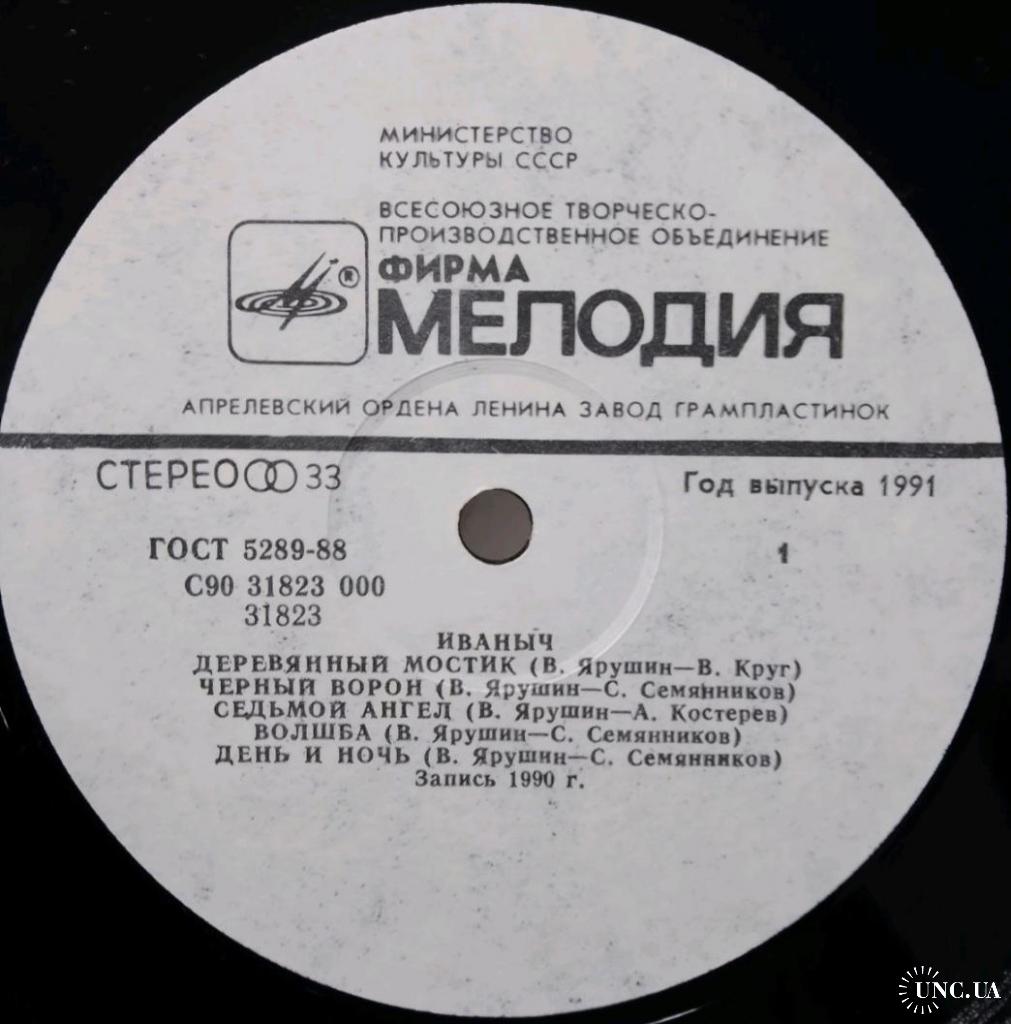 МИНИСТЕРСТВО
КУЛЬТУРЫ СССР
ВСЕСОЮЗНОЕ ТВОРЧЕСКО-
ПРОИЗВОДСТВЕННОЕ ОБЪЕДИНЕНИЕ
ФИРМА
®
МЕЛОДИЯ
АПРЕЛЕВСКИЙ ОРДЕНА ЛЕНИНА ЗАВОД ГРАМПЛАСТИНОК
СТЕРЕО 33
Год выпуска 1991
ГОСТ 5289-88
1
С90 31823 000
31823
ИВАНЫЧ
ДЕРЕВЯННЫЙ МОСТИК (В. Ярушин—В. Круг)
ЧЕРНЫЙ ВОРОН (В. Ярушин—С. Семянников)
СЕДЬМОЙ АНГЕЛ (В. Ярушин—А. Костерев)
ВОЛШБА (В. Ярушин—С. Семянников)
ДЕНЬ И НОЧЬ (В. Ярушин—С. Семянников)
Запись 1990 г.
UNC.UA